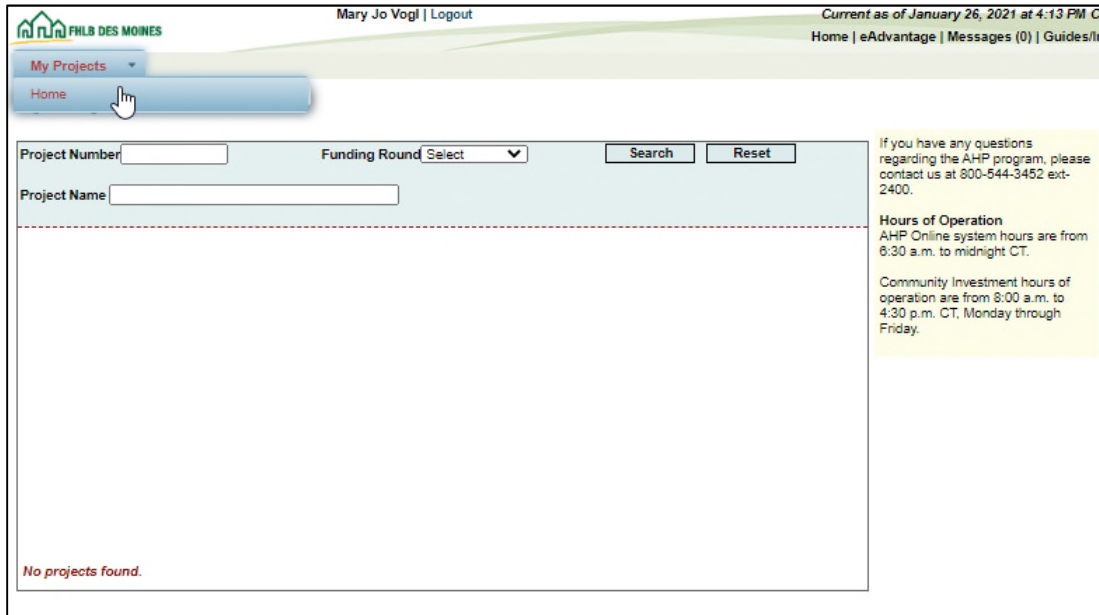 FHLB DES MOINES
Mary Jo Vogl | Logout
Current as of January 26, 2021 at 4:13 PM C
Home | eAdvantage | Messages (0) | Guides/In
My Projects
Home
Project Number
Funding Round Select
Search
Reset
Project Name
No projects found.
If you have any questions
regarding the AHP program, please
contact us at 800-544-3452 ext-
2400.
Hours of Operation
AHP Online system hours are from
6:30 a.m. to midnight CT.
Community Investment hours of
operation are from 8:00 a.m. to
4:30 p.m. CT, Monday through
Friday.